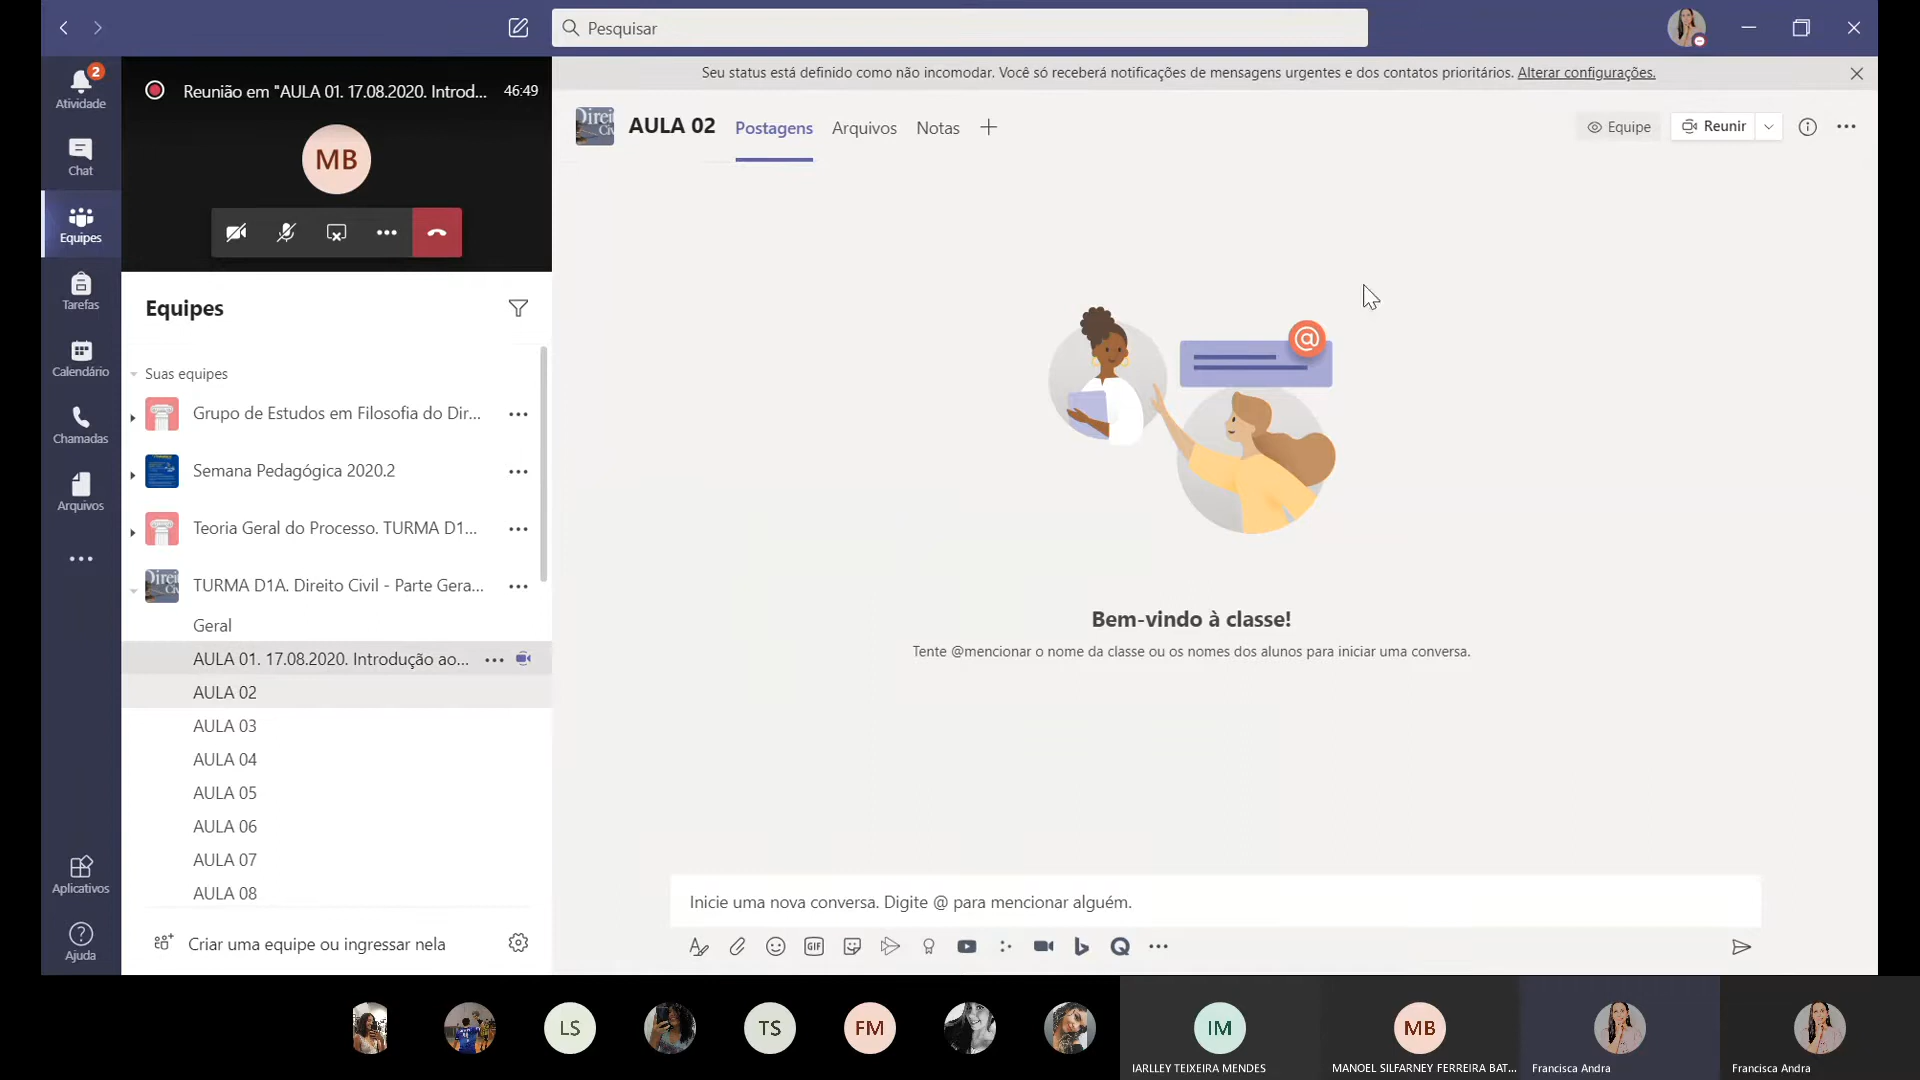 Pesquisar
Seu status está definido como não incomodar. Você só receberá notificações de mensagens urgentes e dos contatos prioritários. Alterar configurações.
2
Atividade
Chat
Equipes
Tarefas
Calendário
Chamadas
Arquivos
Aplicativos
Ajuda
Reunião em "AULA 01. 17.08.2020. Introd...
46:49
MB
Equipes
Suas equipes
Grupo de Estudos em Filosofia do Dir...
Semana Pedagógica 2020.2
Teoria Geral do Processo. TURMA D1...
TURMA D1A. Direito Civil - Parte Gera...
Geral
AULA 01. 17.08.2020. Introdução ao...
AULA 02
AULA 03
AULA 04
AULA 05
AULA 06
AULA 07
AULA 08
Criar uma equipe ou ingressar nela
AULA 02
Postagens
Arquivos
Notas
Equipe
Reunir
@
Bem-vindo à classe!
Tente @mencionar o nome da classe ou os nomes dos alunos para iniciar uma conversa.
Inicie uma nova conversa. Digite @ para mencionar alguém.
GIF
LS
TS
FM
IM
MB
IARLLEY TEIXEIRA MENDES
MANOEL SILFARNEY FERREIRA BAT...
Francisca Andra
Francisca Andra